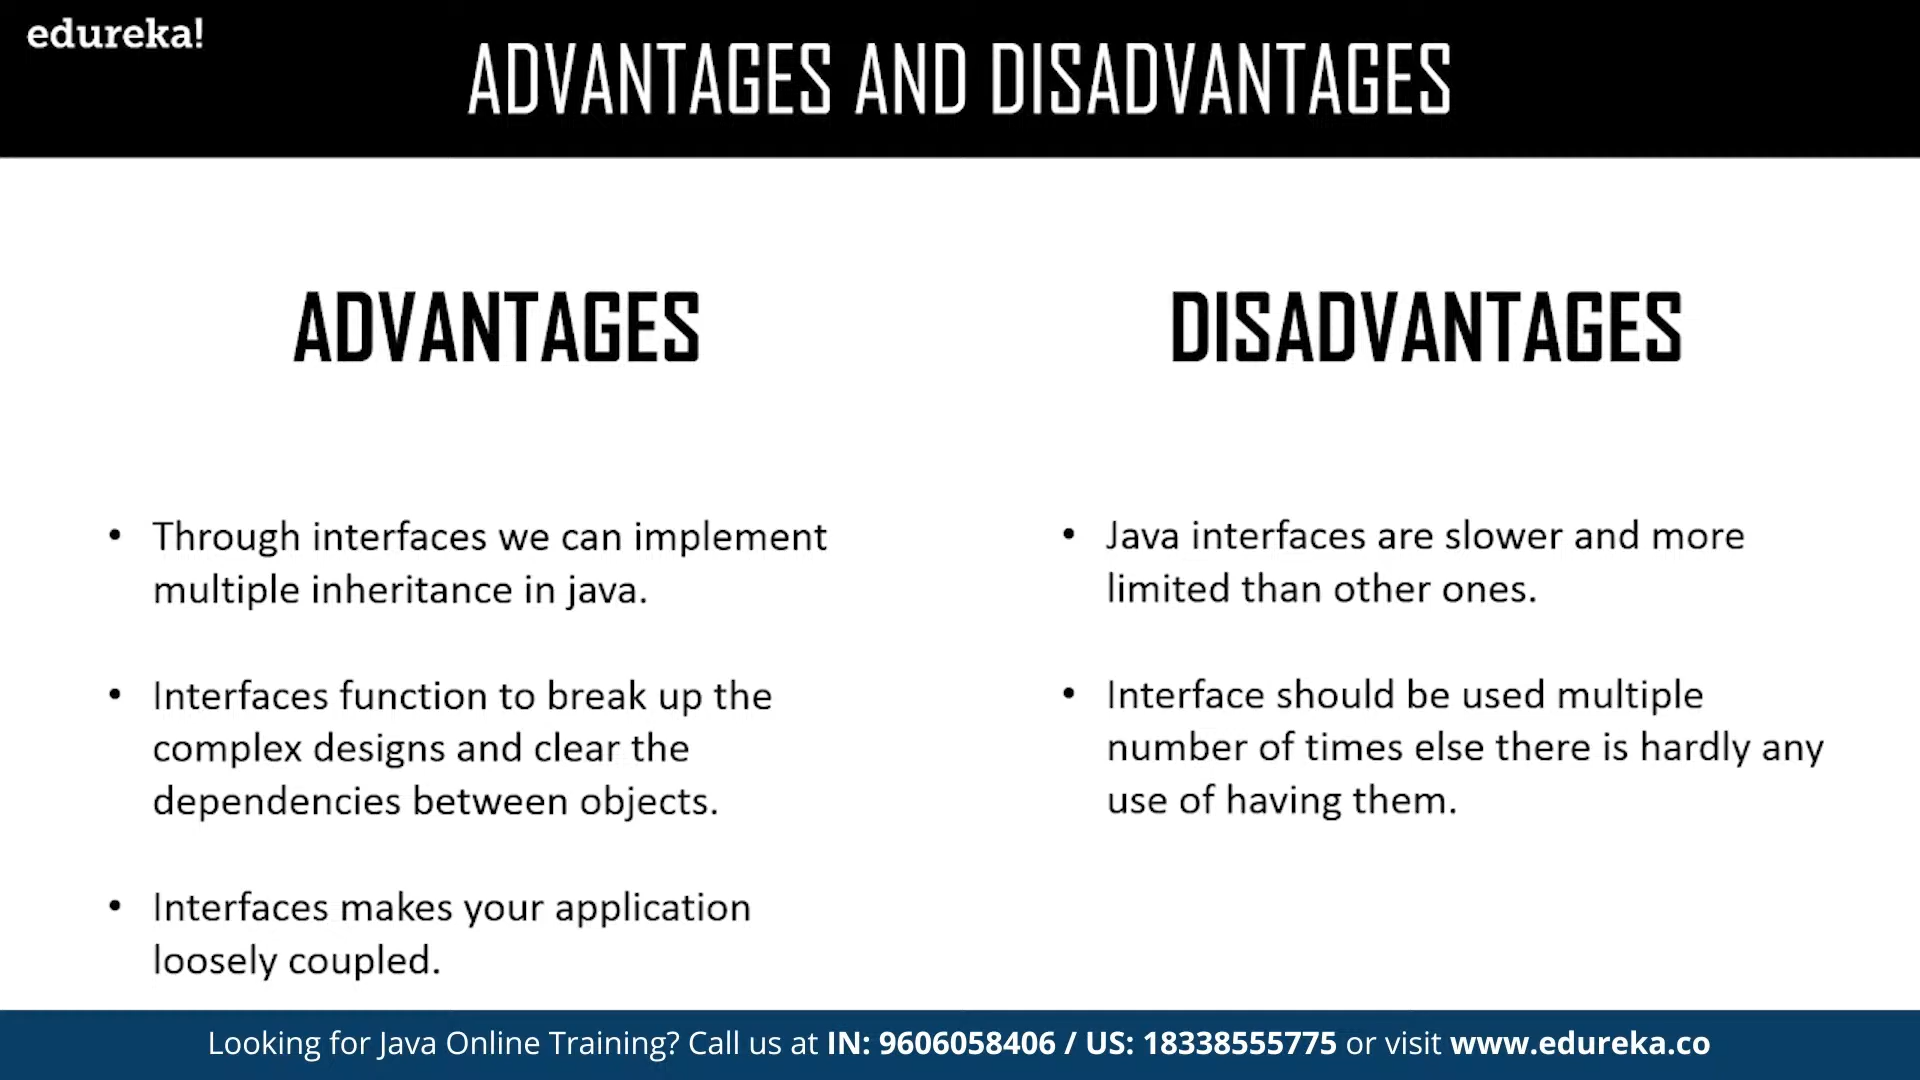 edureka!
ADVANTAGES AND DISADVANTAGES
ADVANTAGES
• Through interfaces we can implement
multiple inheritance in java.
• Interfaces function to break up the
complex designs and clear the
dependencies between objects.
• Interfaces makes your application
loosely coupled.
DISADVANTAGES
• Java interfaces are slower and more
limited than other ones.
• Interface should be used multiple
number of times else there is hardly any
use of having them.
Looking for Java Online Training? Call us at IN: 9606058406 / US: 18338555775 or visit www.edureka.co